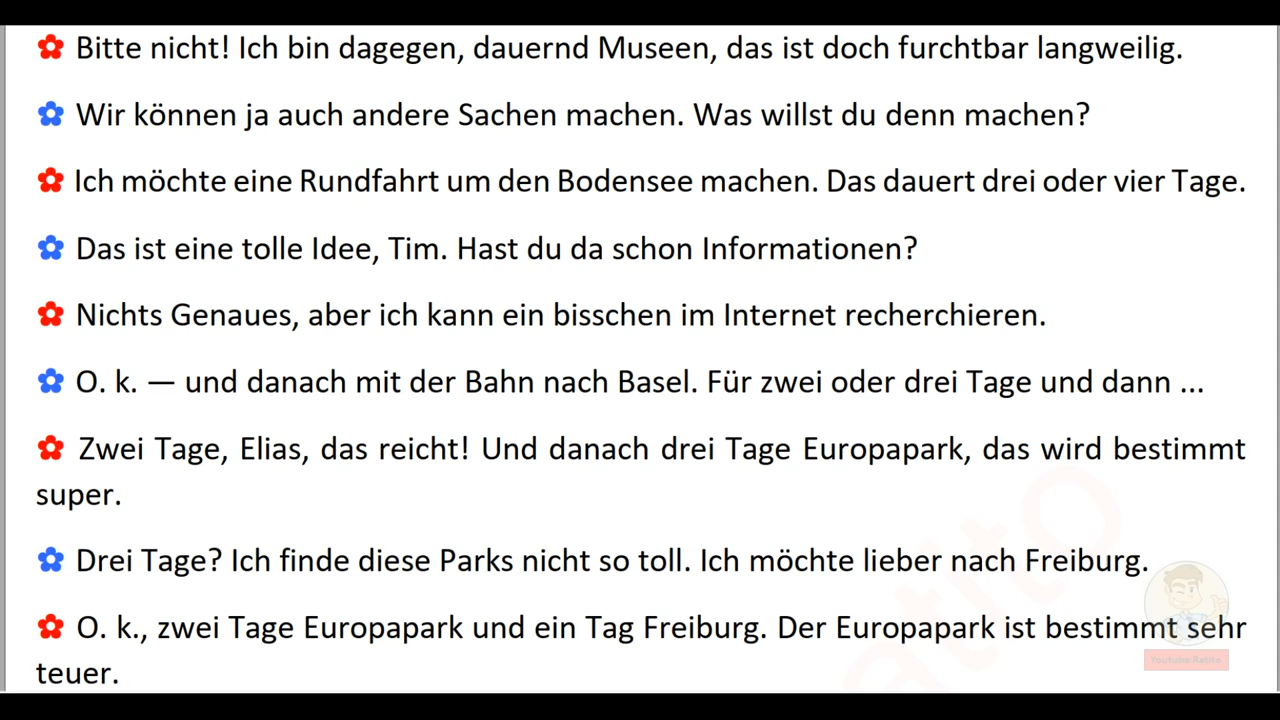 Bitte nicht! Ich bin dagegen, dauernd Museen, das ist doch furchtbar langweilig.
Wir können ja auch andere Sachen machen. Was willst du denn machen?
Ich möchte eine Rundfahrt um den Bodensee machen. Das dauert drei oder vier Tage.
Das ist eine tolle Idee, Tim. Hast du da schon Informationen?
Nichts Genaues, aber ich kann ein bisschen im Internet recherchieren.
O. k. — und danach mit der Bahn nach Basel. Für zwei oder drei Tage und dann ...
Zwei Tage, Elias, das reicht! Und danach drei Tage Europapark, das wird bestimmt
super.
Drei Tage? Ich finde diese Parks nicht so toll. Ich möchte lieber nach Freiburg.
O. k., zwei Tage Europapark und ein Tag Freiburg. Der Europapark ist bestimmt sehr
teuer.
Youtube:Ratito
atito